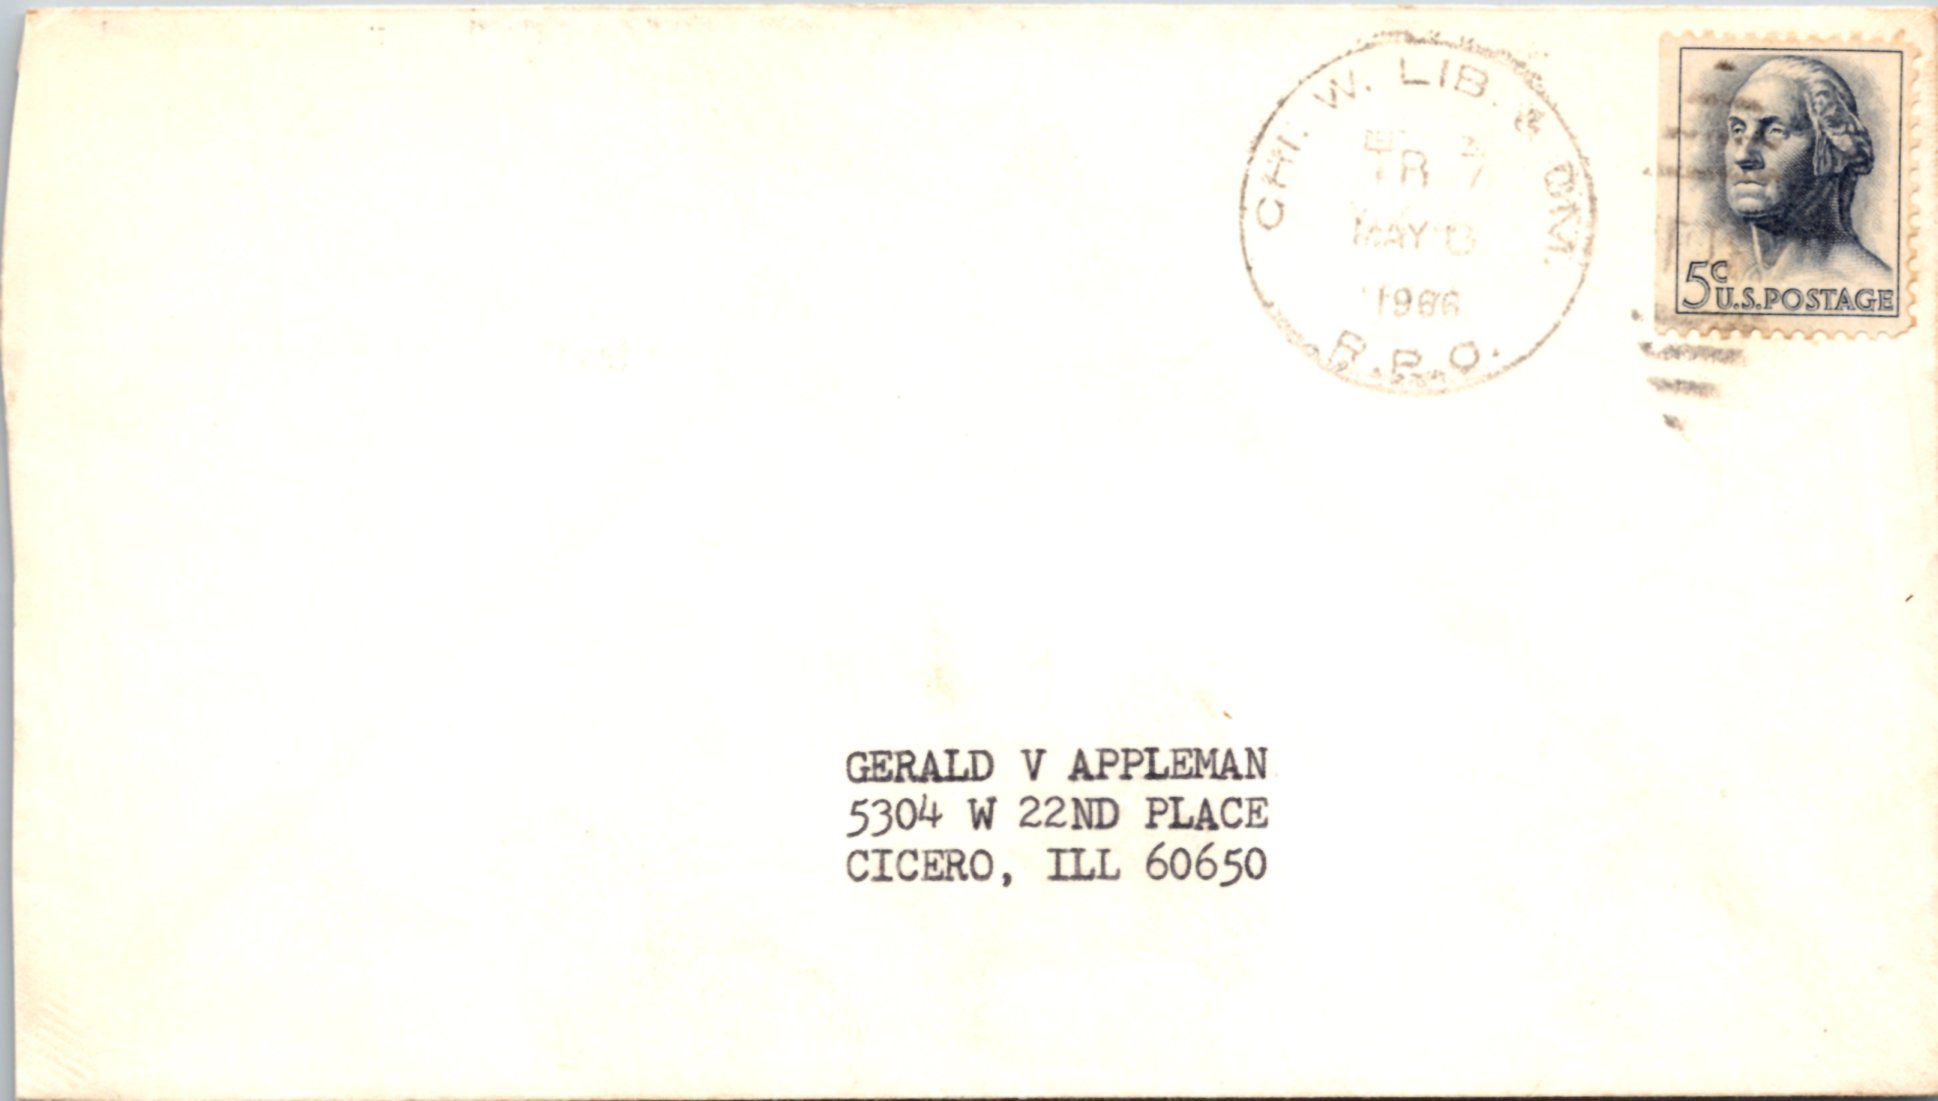 CHI. W. LIB. & OM.
TR 7
MAY
1966
R.P.O.
5c
U.S. POSTAGE
GERALD V APPLEMAN
5304 W 22ND PLACE
CICERO, ILL 60650